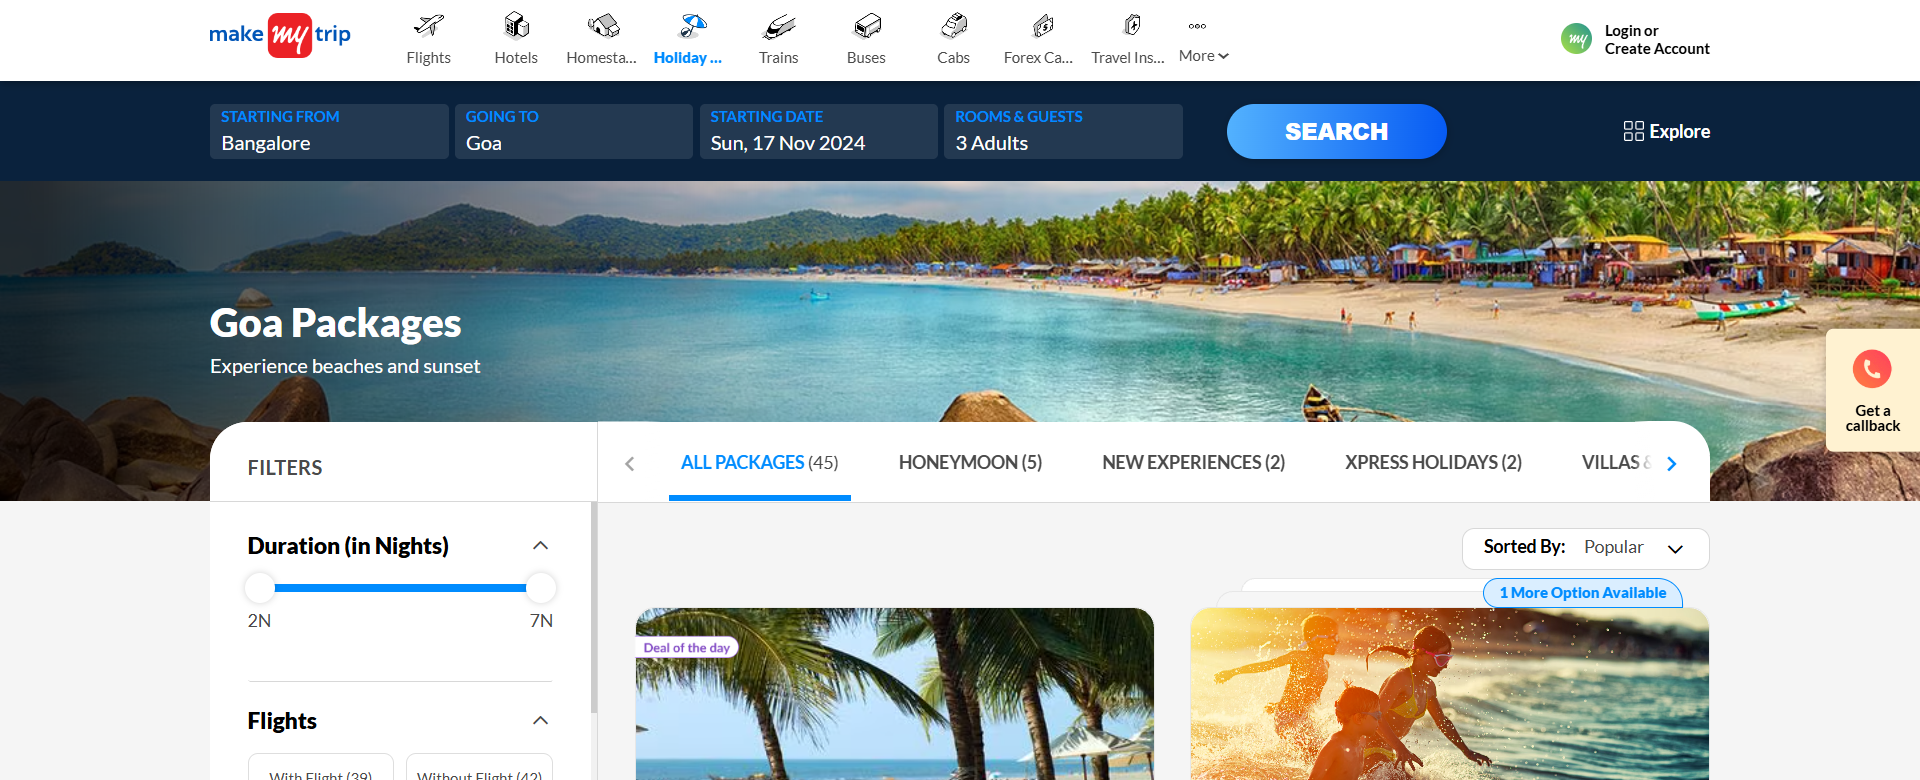 make my trip
Flights
Hotels
Homesta...
Holiday ...
Trains
Buses
Cabs
Forex Ca...
Travel Ins...
More
my
Login or
Create Account
STARTING FROM
Bangalore
GOING TO
Goa
STARTING DATE
Sun, 17 Nov 2024
ROOMS & GUESTS
3 Adults
SEARCH
Explore
Goa Packages
Experience beaches and sunset
Get a
callback
FILTERS
ALL PACKAGES (45)
HONEYMOON (5)
NEW EXPERIENCES (2)
XPRESS HOLIDAYS (2)
VILLAS &
Duration (in Nights)
2N
7N
Flights
With Flight (39)
Without Flight (42)
Sorted By: Popular
1 More Option Available
Deal of the day